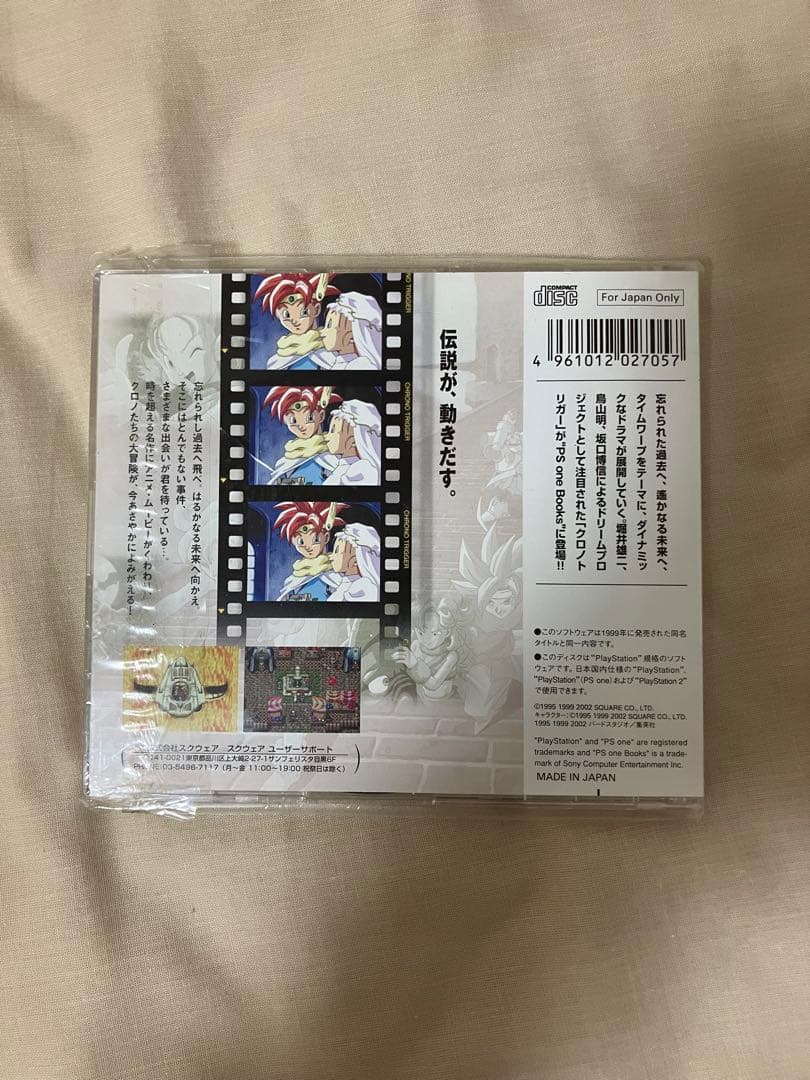 COMPACT
disc
For Japan Only
4 961012 027057
忘れられた過去へ、遙かなる未来へ、
タイムワープをテーマに、ダイナミッ
クなドラマが展開していく。堀井雄二、
鳥山明、坂口博信によるドリームプロ
ジェクトとして注目された「クロノト
リガー」が"PS one Books"に登場!!
●このソフトウェアは1999年に発売された同名
タイトルと同一内容です。
●このディスクは"PlayStation"規格のソフト
ウェアです。日本国内仕様の"PlayStation"、
"PlayStation"(PS one)および"PlayStation 2"
で使用できます。
©1995 1999 2002 SQUARE CO., LTD.
キャラクター:©1995 1999 2002 SQUARE CO., LTD.
1995 1999 2002 バードスタジオ/集英社
"PlayStation" and "PS one" are registered
trademarks and "PS one Books" is a trade-
mark of Sony Computer Entertainment Inc.
MADE IN JAPAN
伝説が、動きだす。
CHRONO TRIGGER
CHRONO TRIGGER
忘れられし過去へ飛べ、はるかなる未来へ向かえ。
そこにはとんでもない事件、
さまざまな出会いが君を待っている…。
時を超える名作にアニメ・ムービーがくわわり、
クロノたちの大冒険が、今あざやかによみがえる!
式会社スクウェア スクウェア ユーザーサポート
141-0021東京都品川区上大崎2-27-1サンフェリスタ目黒6F
03-5496-7117(月〜金 11:00〜19:00 祝祭日は除く)